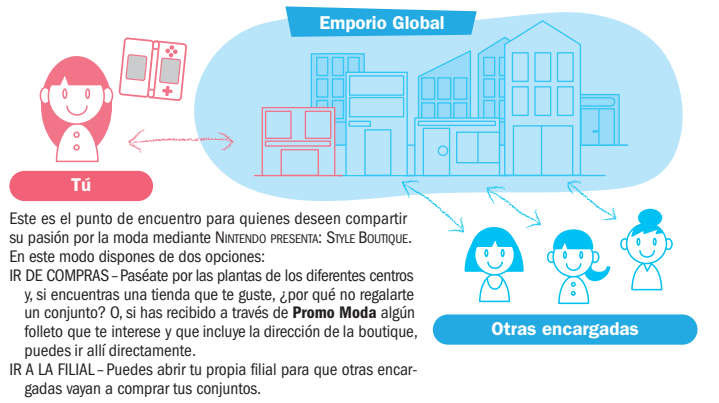 Emporio Global
Tú
Este es el punto de encuentro para quienes deseen compartir
su pasión por la moda mediante NINTENDO PRESENTA: STYLE BOUTIQUE.
En este modo dispones de dos opciones:
IR DE COMPRAS – Paséate por las plantas de los diferentes centros
y, si encuentras una tienda que te guste, ¿por qué no regalarte
un conjunto? O, si has recibido a través de Promo Moda algún
folleto que te interese y que incluye la dirección de la boutique,
puedes ir allí directamente.
IR A LA FILIAL – Puedes abrir tu propia filial para que otras encar-
gadas vayan a comprar tus conjuntos.
Otras encargadas